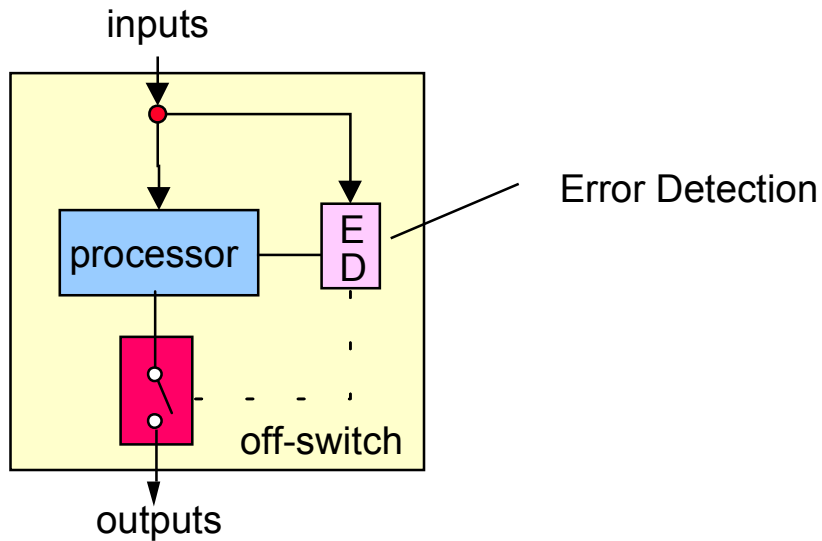 inputs
Error Detection
E
D
processor
off-switch
outputs